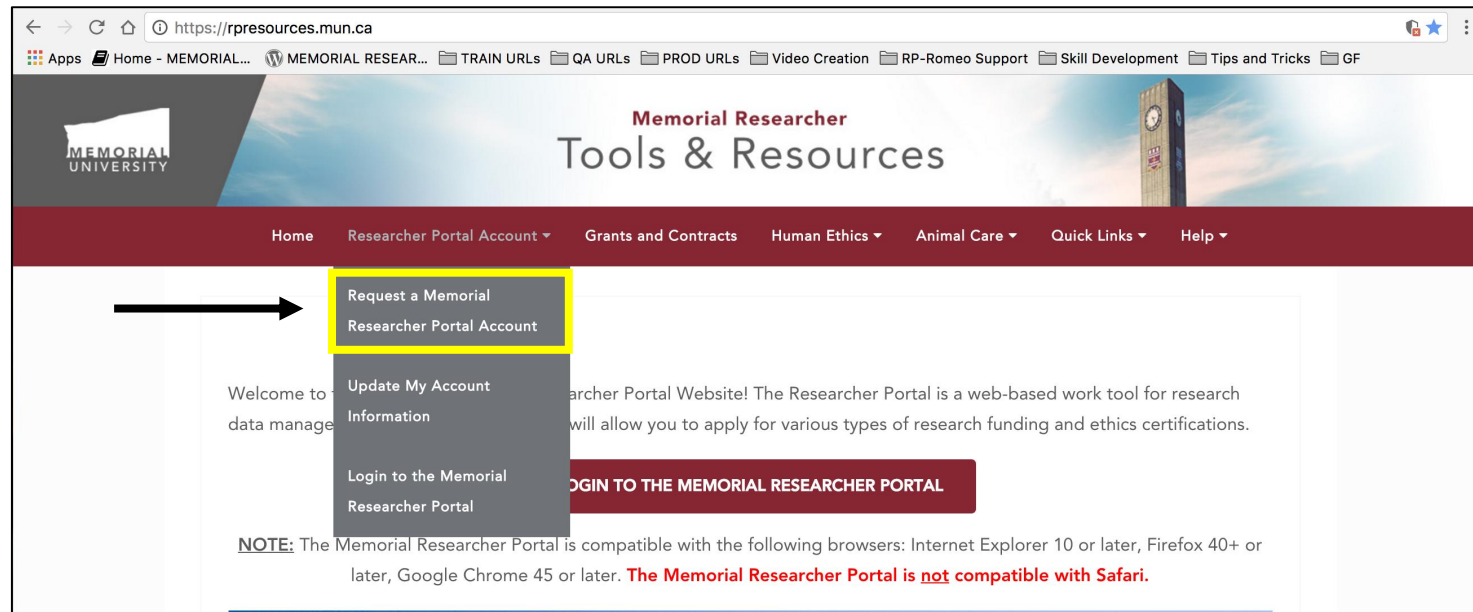 https://rpresources.mun.ca
Apps Home - MEMORIAL... MEMORIAL RESEAR... TRAIN URLs QA URLs PROD URLs Video Creation RP-Romeo Support Skill Development Tips and Tricks GF
MEMORIAL
UNIVERSITY
Memorial Researcher
Tools & Resources
Home Researcher Portal Account Grants and Contracts Human Ethics Animal Care Quick Links Help
Request a Memorial
Researcher Portal Account
Update My Account
Information
Login to the Memorial
Researcher Portal
Welcome to archer Portal Website! The Researcher Portal is a web-based work tool for research
data manage will allow you to apply for various types of research funding and ethics certifications.
OGIN TO THE MEMORIAL RESEARCHER PORTAL
NOTE: The Memorial Researcher Portal is compatible with the following browsers: Internet Explorer 10 or later, Firefox 40+ or
later, Google Chrome 45 or later. The Memorial Researcher Portal is not compatible with Safari.